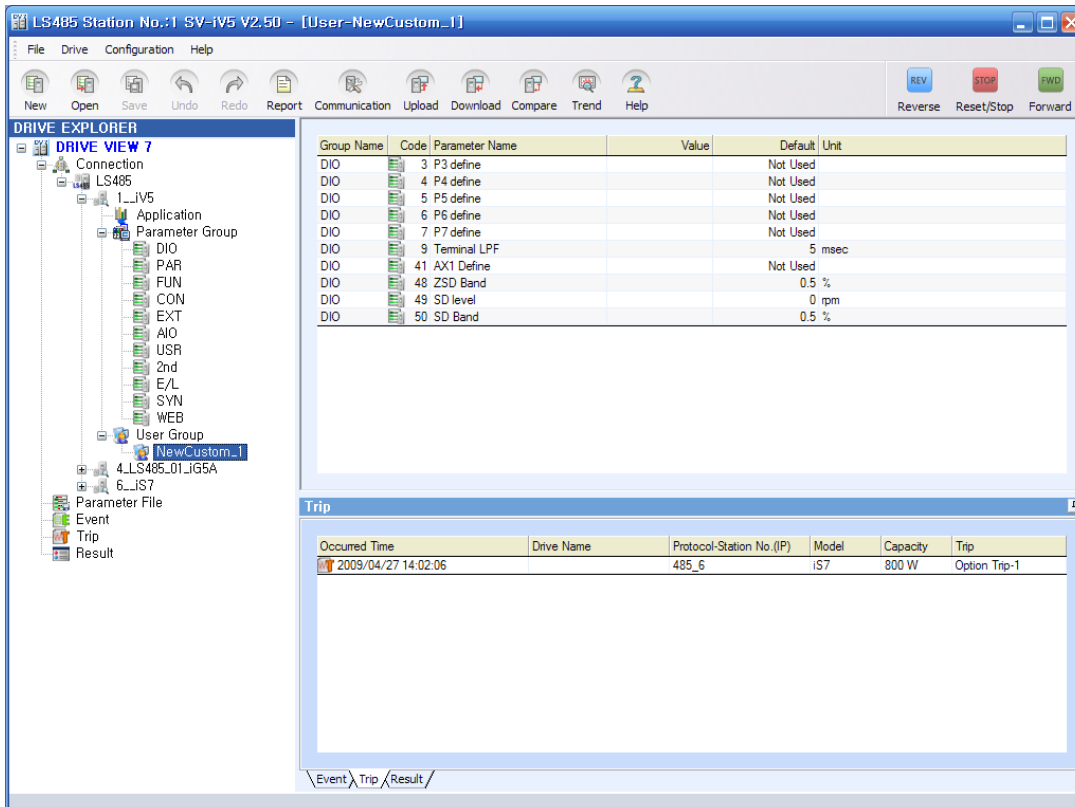 LS485 Station No.:1 SV-iV5 V2.50 - [User-NewCustom_1]
File Drive Configuration Help
New Open Save Undo Redo Report Communication Upload Download Compare Trend Help
REV STOP FWD
Reverse Reset/Stop Forward
DRIVE EXPLORER
DRIVE VIEW 7
Connection
LS485
1__iV5
Application
Parameter Group
DIO
PAR
FUN
CON
EXT
AIO
USR
2nd
E/L
SYN
WEB
User Group
NewCustom_1
4_LS485_01_iG5A
6__iS7
Parameter File
Event
Trip
Result
Group Name Code Parameter Name Value Default Unit
DIO 3 P3 define Not Used
DIO 4 P4 define Not Used
DIO 5 P5 define Not Used
DIO 6 P6 define Not Used
DIO 7 P7 define Not Used
DIO 9 Terminal LPF 5 msec
DIO 41 AX1 Define Not Used
DIO 48 ZSD Band 0.5 %
DIO 49 SD level 0 rpm
DIO 50 SD Band 0.5 %
Trip
Occurred Time Drive Name Protocol-Station No.(IP) Model Capacity Trip
2009/04/27 14:02:06 485_6 iS7 800 W Option Trip-1
Event Trip Result